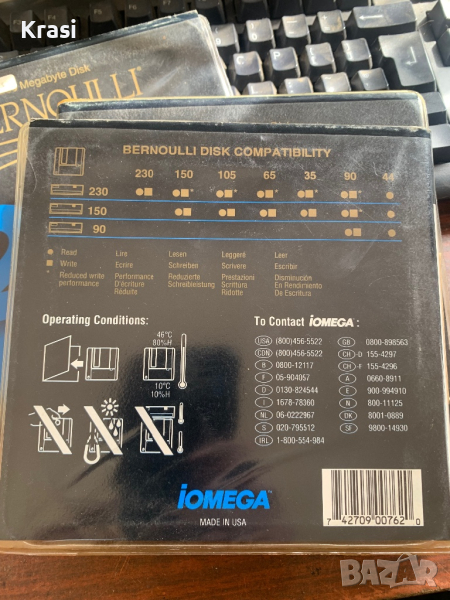 Krasi
Megabyte Disk
ERNOULLI
BERNOULLI DISK COMPATIBILITY
230 150 105 65 35 90 44
230 * * * * *
150
90
Read Lire Lesen Leggere Leer
Write Ecrire Schreiben Scrivere Escribir
* Reduced write performance
Performance D'Ecriture Réduits
Reduzierte Schreibleistung
Prestazioni Scrittura Ridotte
Disminución En Rendimiento De Escritura
Operating Conditions:
46°C
80%H
10°C
10%H
To Contact iomega:
USA (800)456-5522
CDN (800)456-5522
B 0800-12117
F 05-904057
D 0130-824544
I 1678-78360
NL 06-0222967
S 020-795512
IRL 1-800-554-984
GB 0800-898563
CH-D 155-4297
CH-F 155-4296
A 0660-8911
E 900-994910
N 800-11125
DK 8001-0889
SF 9800-14930
iOMEGA
MADE IN USA
7 42709 00762 0
bazar.bg